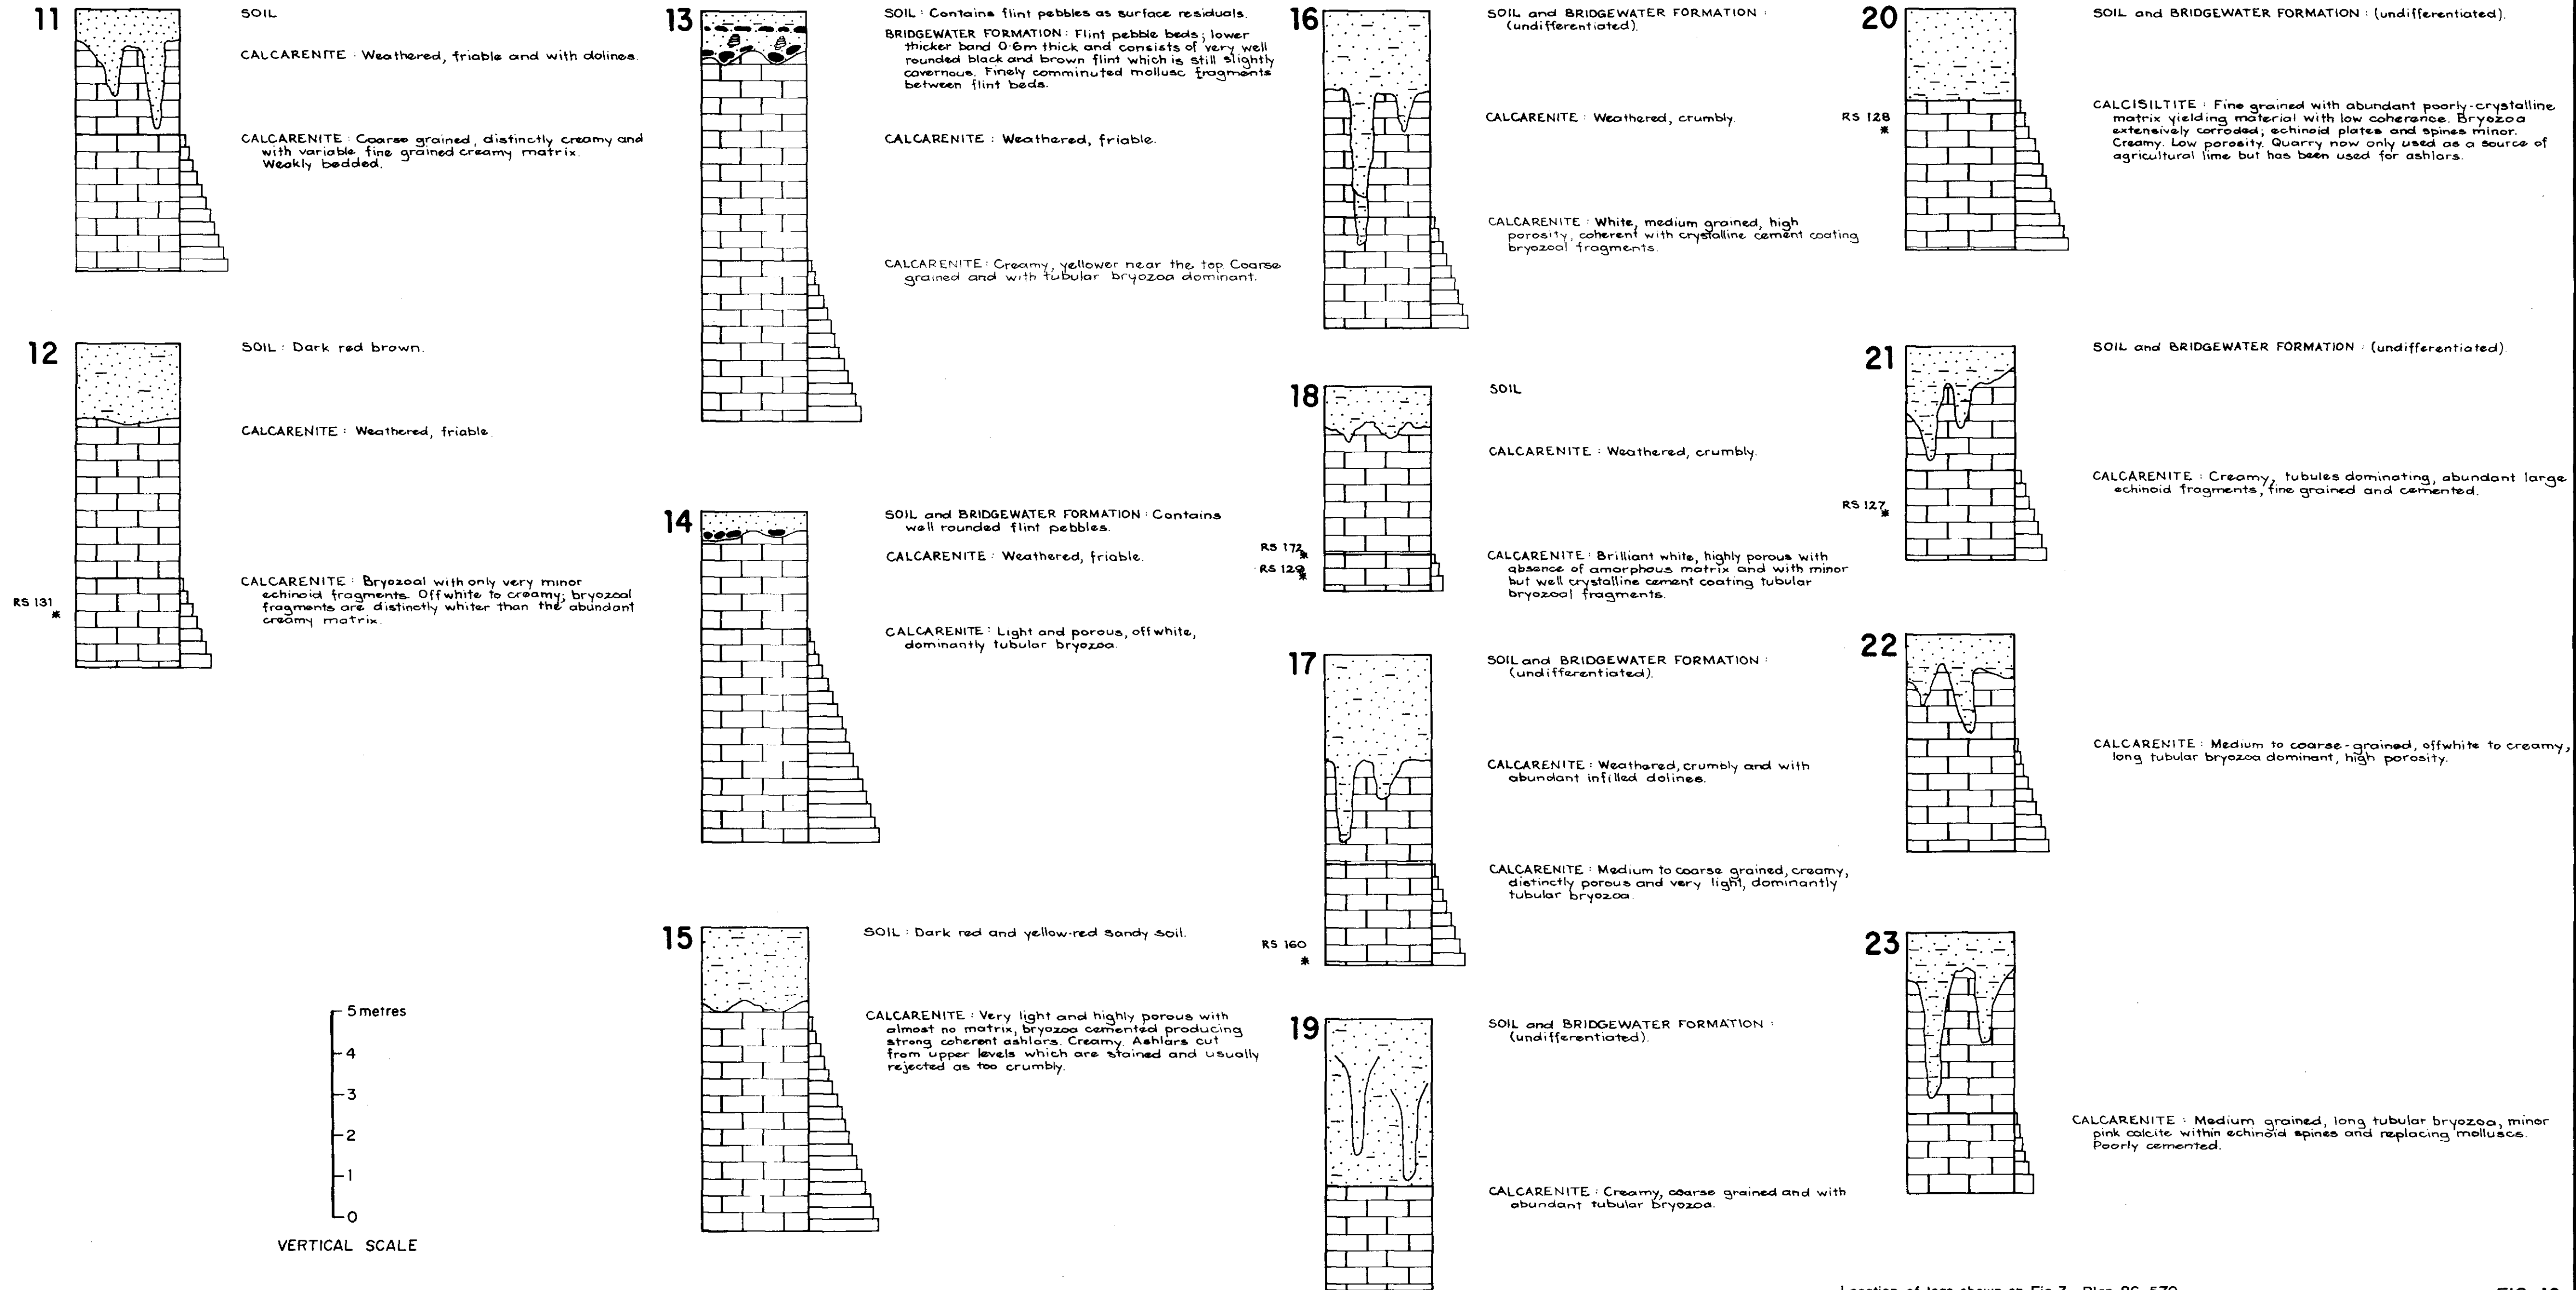 11
SOIL
CALCARENITE : Weathered, friable and with dolines.
CALCARENITE : Coarse grained, distinctly creamy and
with variable fine grained creamy matrix.
Weakly bedded.
12
SOIL : Dark red brown.
CALCARENITE : Weathered, friable.
CALCARENITE : Bryozoal with only very minor
echinoid fragments. Offwhite to creamy; bryozoal
fragments are distinctly whiter than the abundant
creamy matrix.
RS 131
*
5 metres
4
3
2
1
0
VERTICAL SCALE
13
SOIL : Contains flint pebbles as surface residuals.
BRIDGEWATER FORMATION : Flint pebble beds; lower
thicker band 0·6m thick and consists of very well
rounded black and brown flint which is still slightly
cavernous. Finely comminuted mollusc fragments
between flint beds.
CALCARENITE : Weathered, friable.
CALCARENITE : Creamy, yellower near the top Coarse
grained and with tubular bryozoa dominant.
14
SOIL and BRIDGEWATER FORMATION : Contains
well rounded flint pebbles.
CALCARENITE : Weathered, friable.
CALCARENITE : Light and porous, offwhite,
dominantly tubular bryozoa.
15
SOIL : Dark red and yellow-red sandy soil.
CALCARENITE : Very light and highly porous with
almost no matrix, bryozoa cemented producing
strong coherent ashlars. Creamy. Ashlars cut
from upper levels which are stained and usually
rejected as too crumbly.
16
SOIL and BRIDGEWATER FORMATION :
(undifferentiated).
CALCARENITE : Weathered, crumbly.
CALCARENITE : White, medium grained, high
porosity, coherent with crystalline cement coating
bryozoal fragments.
18
SOIL
CALCARENITE : Weathered, crumbly.
RS 172
*
RS 129
*
CALCARENITE : Brilliant white, highly porous with
absence of amorphous matrix and with minor
but well crystalline cement coating tubular
bryozoal fragments.
17
SOIL and BRIDGEWATER FORMATION :
(undifferentiated).
CALCARENITE : Weathered, crumbly and with
abundant infilled dolines.
CALCARENITE : Medium to coarse grained, creamy,
distinctly porous and very light, dominantly
tubular bryozoa.
RS 160
*
19
SOIL and BRIDGEWATER FORMATION :
(undifferentiated).
CALCARENITE : Creamy, coarse grained and with
abundant tubular bryozoa.
20
SOIL and BRIDGEWATER FORMATION : (undifferentiated).
RS 128
*
CALCISILTITE : Fine grained with abundant poorly-crystalline
matrix yielding material with low coherence. Bryozoa
extensively corroded; echinoid plates and spines minor.
Creamy. Low porosity. Quarry now only used as a source of
agricultural lime but has been used for ashlars.
21
SOIL and BRIDGEWATER FORMATION : (undifferentiated).
CALCARENITE : Creamy, tubules dominating, abundant large
echinoid fragments, fine grained and cemented.
RS 127
*
22
CALCARENITE : Medium to coarse-grained, offwhite to creamy,
long tubular bryozoa dominant, high porosity.
23
CALCARENITE : Medium grained, long tubular bryozoa, minor
pink calcite within echinoid spines and replacing molluscs.
Poorly cemented.